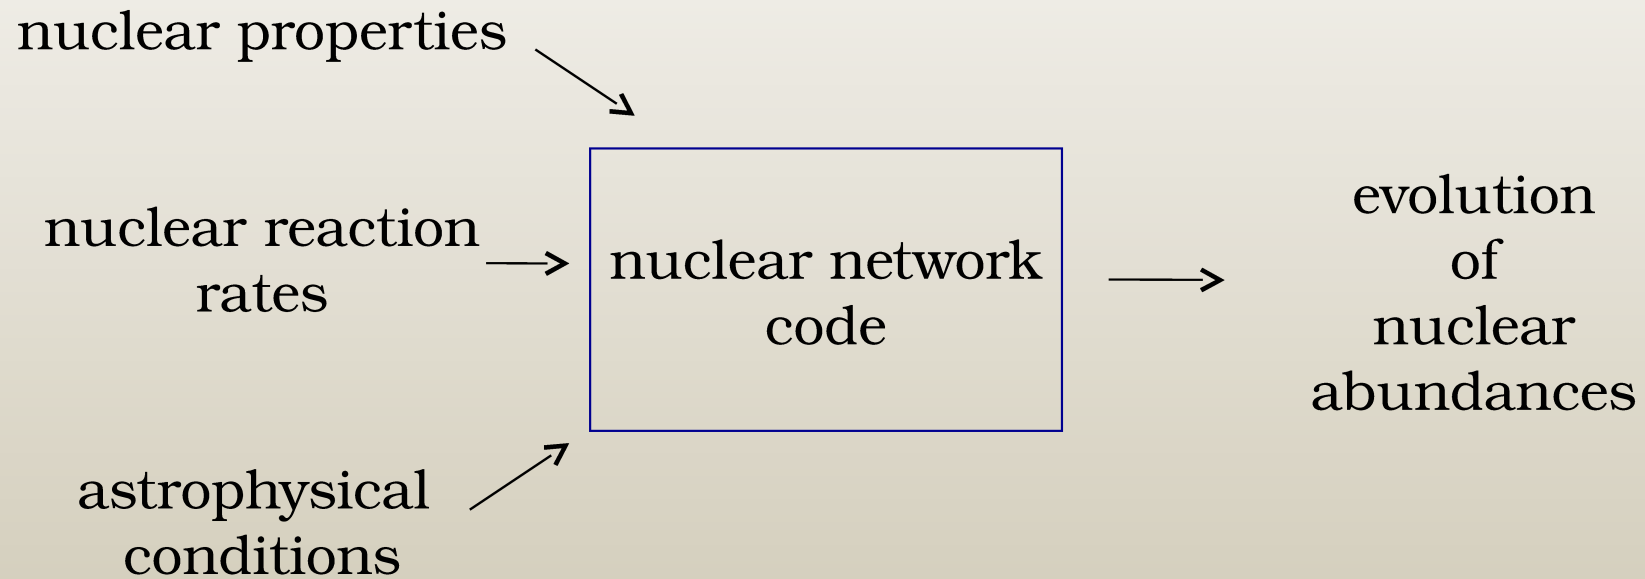 nuclear properties
nuclear reaction
rates
astrophysical
conditions
nuclear network
code
evolution
of
nuclear
abundances